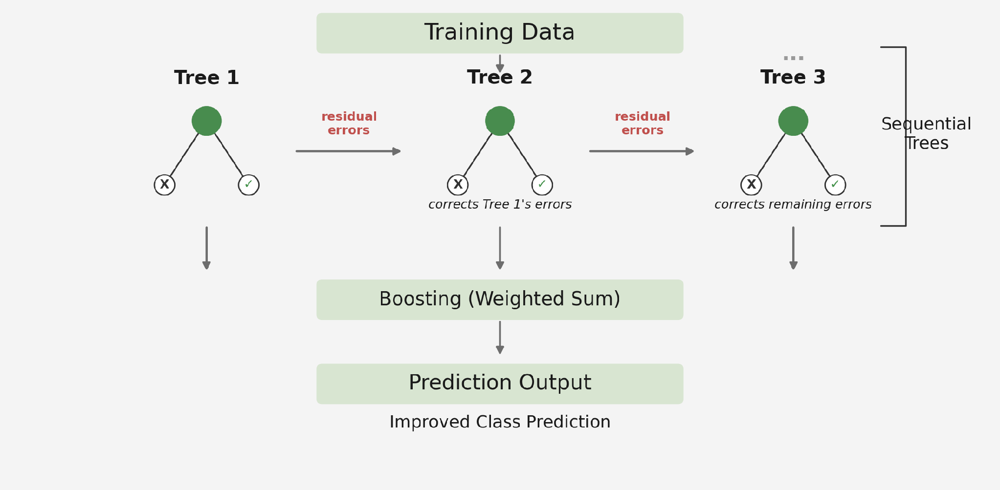 Training Data
...
Tree 1
Tree 2
Tree 3
residual
errors
residual
errors
Sequential
Trees
X
✓
X
✓
X
✓
corrects Tree 1's errors
corrects remaining errors
Boosting (Weighted Sum)
Prediction Output
Improved Class Prediction